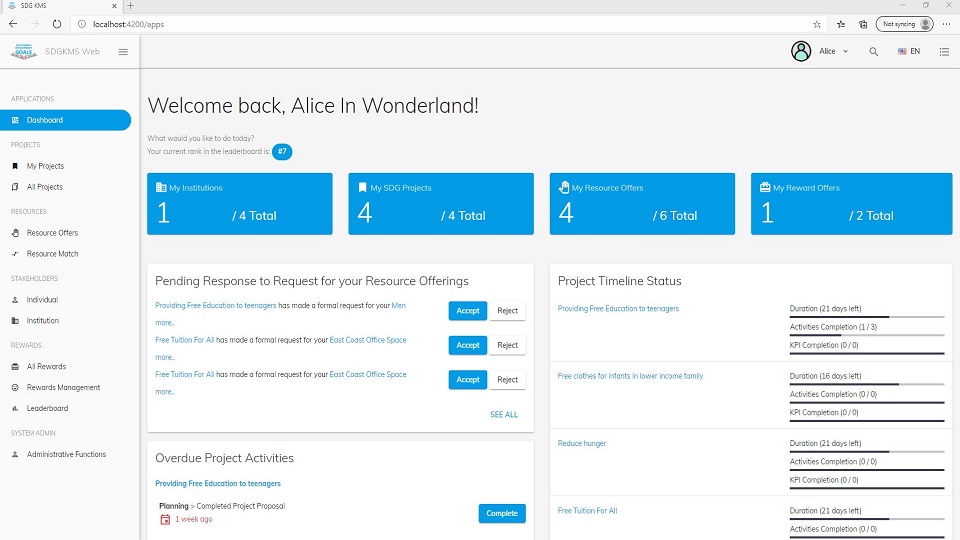 SDG KMS
localhost:4200/apps
Not syncing
GOALS
SDGKMS Web
Alice
EN
APPLICATIONS
Dashboard
PROJECTS
My Projects
All Projects
RESOURCES
Resource Offers
Resource Match
STAKEHOLDERS
Individual
Institution
REWARDS
All Rewards
Rewards Management
Leaderboard
SYSTEM ADMIN
Administrative Functions
Welcome back, Alice In Wonderland!
What would you like to do today?
Your current rank in the leaderboard is: #7
My Institutions
1 / 4 Total
My SDG Projects
4 / 4 Total
My Resource Offers
4 / 6 Total
My Reward Offers
1 / 2 Total
Pending Response to Request for your Resource Offerings
Providing Free Education to teenagers has made a formal request for your Men
more..
Accept Reject
Free Tuition For All has made a formal request for your East Coast Office Space
more..
Accept Reject
Free Tuition For All has made a formal request for your East Coast Office Space
more..
Accept Reject
SEE ALL
Overdue Project Activities
Providing Free Education to teenagers
Planning > Completed Project Proposal
1 week ago
Complete
Project Timeline Status
Providing Free Education to teenagers
Duration (21 days left)
Activities Completion (1 / 3)
KPI Completion (0 / 0)
Free clothes for infants in lower income family
Duration (16 days left)
Activities Completion (0 / 0)
KPI Completion (0 / 0)
Reduce hunger
Duration (21 days left)
Activities Completion (0 / 0)
KPI Completion (0 / 0)
Free Tuition For All
Duration (21 days left)
Activities Completion (0 / 0)